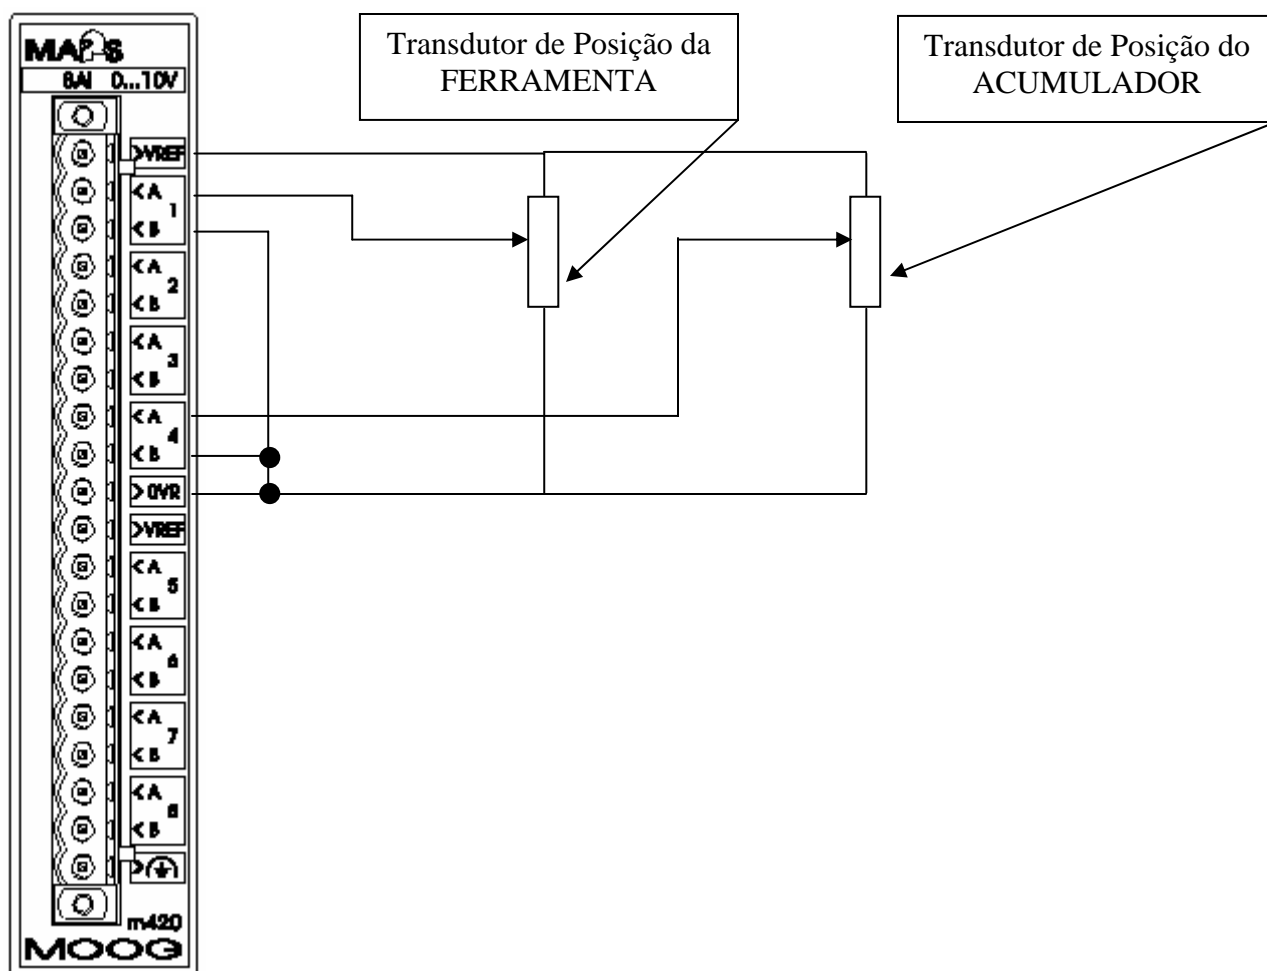 MAPS
8AI 0...10V
>VREF
<A
1
<B
<A
2
<B
<A
3
<B
<A
4
<B
>0VR
>VREF
<A
5
<B
<A
6
<B
<A
7
<B
<A
8
<B
>
m420
MOOG
Transdutor de Posição da
FERRAMENTA
Transdutor de Posição do
ACUMULADOR